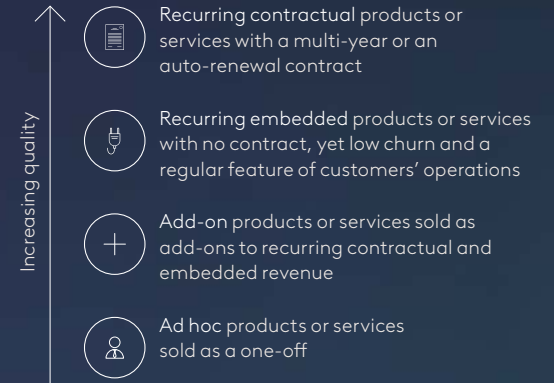 Increasing quality
Recurring contractual products or
services with a multi-year or an
auto-renewal contract
Recurring embedded products or services
with no contract, yet low churn and a
regular feature of customers' operations
Add-on products or services sold as
add-ons to recurring contractual and
embedded revenue
Ad hoc products or services
sold as a one-off